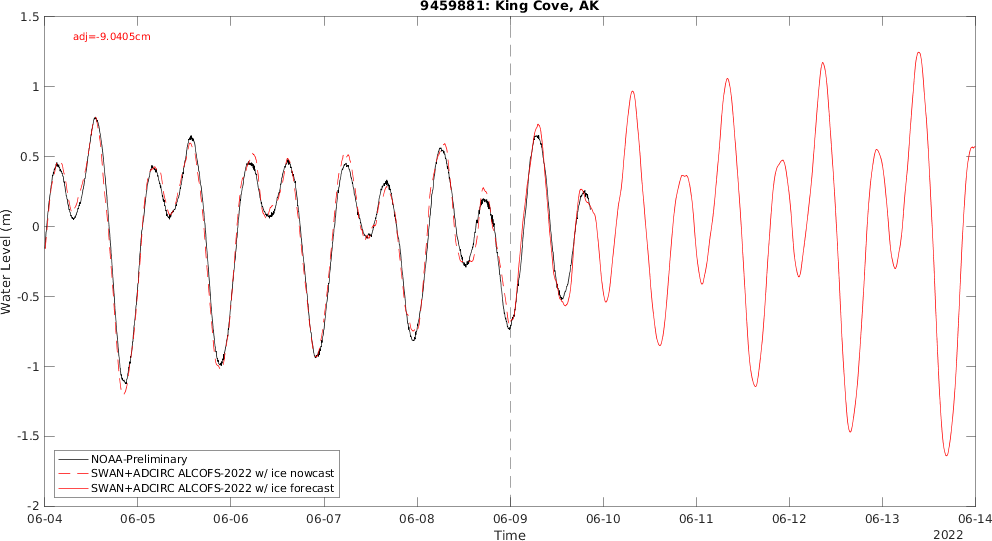 9459881: King Cove, AK
adj=-9.0405cm
1.5
1
0.5
0
-0.5
-1
-1.5
-2
Water Level (m)
NOAA-Preliminary
SWAN+ADCIRC ALCOFS-2022 w/ ice nowcast
SWAN+ADCIRC ALCOFS-2022 w/ ice forecast
06-04 06-05 06-06 06-07 06-08 06-09 06-10 06-11 06-12 06-13 06-14
Time
2022